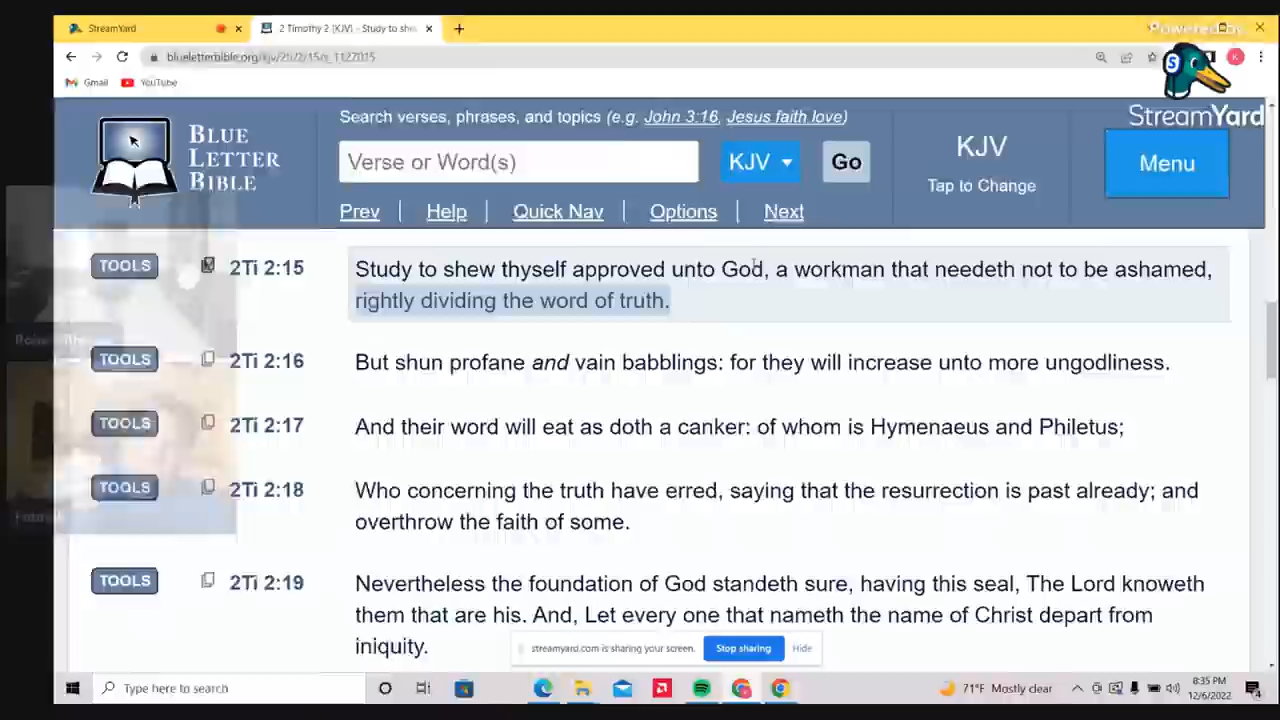 StreamYard
2 Timothy 2 (KJV) - Study to shew
Powered by
Gmail
YouTube
StreamYard
BLUE
LETTER
BIBLE
Search verses, phrases, and topics (e.g. John 3:16, Jesus faith love)
Verse or Word(s)
KJV
Go
KJV
Tap to Change
Menu
Prev
Help
Quick Nav
Options
Next
TOOLS
2Ti 2:15
Study to shew thyself approved unto God, a workman that needeth not to be ashamed,
rightly dividing the word of truth.
TOOLS
2Ti 2:16
But shun profane and vain babblings: for they will increase unto more ungodliness.
TOOLS
2Ti 2:17
And their word will eat as doth a canker: of whom is Hymenaeus and Philetus;
TOOLS
2Ti 2:18
Who concerning the truth have erred, saying that the resurrection is past already; and
overthrow the faith of some.
TOOLS
2Ti 2:19
Nevertheless the foundation of God standeth sure, having this seal, The Lord knoweth
them that are his. And, Let every one that nameth the name of Christ depart from
iniquity.
streamyard.com is sharing your screen.
Stop sharing
Hide
Type here to search
71°F Mostly clear
8:35 PM
12/6/2022